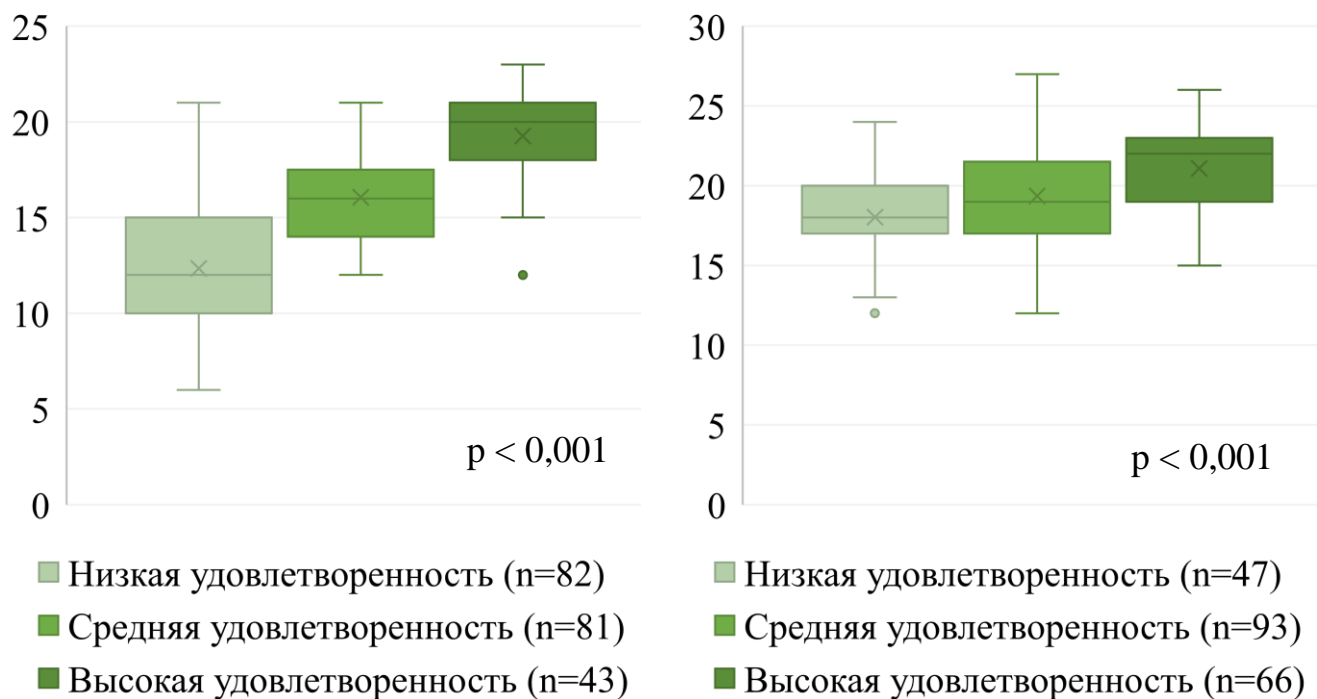 25
20
15
10
5
0
p < 0,001
Низкая удовлетворенность (n=82)
Средняя удовлетворенность (n=81)
Высокая удовлетворенность (n=43)
30
25
20
15
10
5
0
p < 0,001
Низкая удовлетворенность (n=47)
Средняя удовлетворенность (n=93)
Высокая удовлетворенность (n=66)